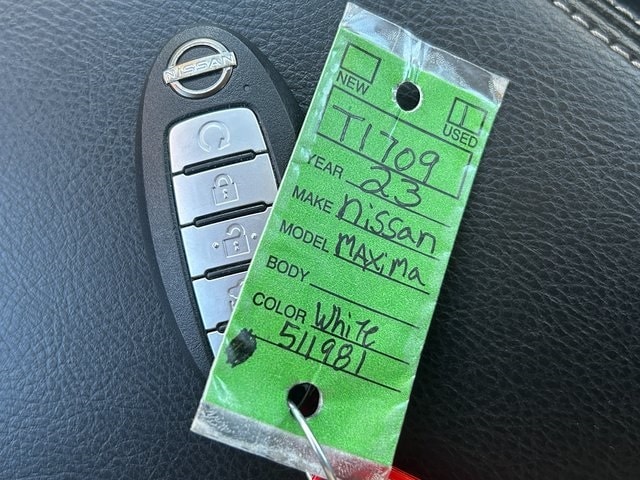 NISSAN
NEW
USED
T1709
YEAR 23
MAKE nissan
MODEL MAXiMa
BODY
COLOR White
511981